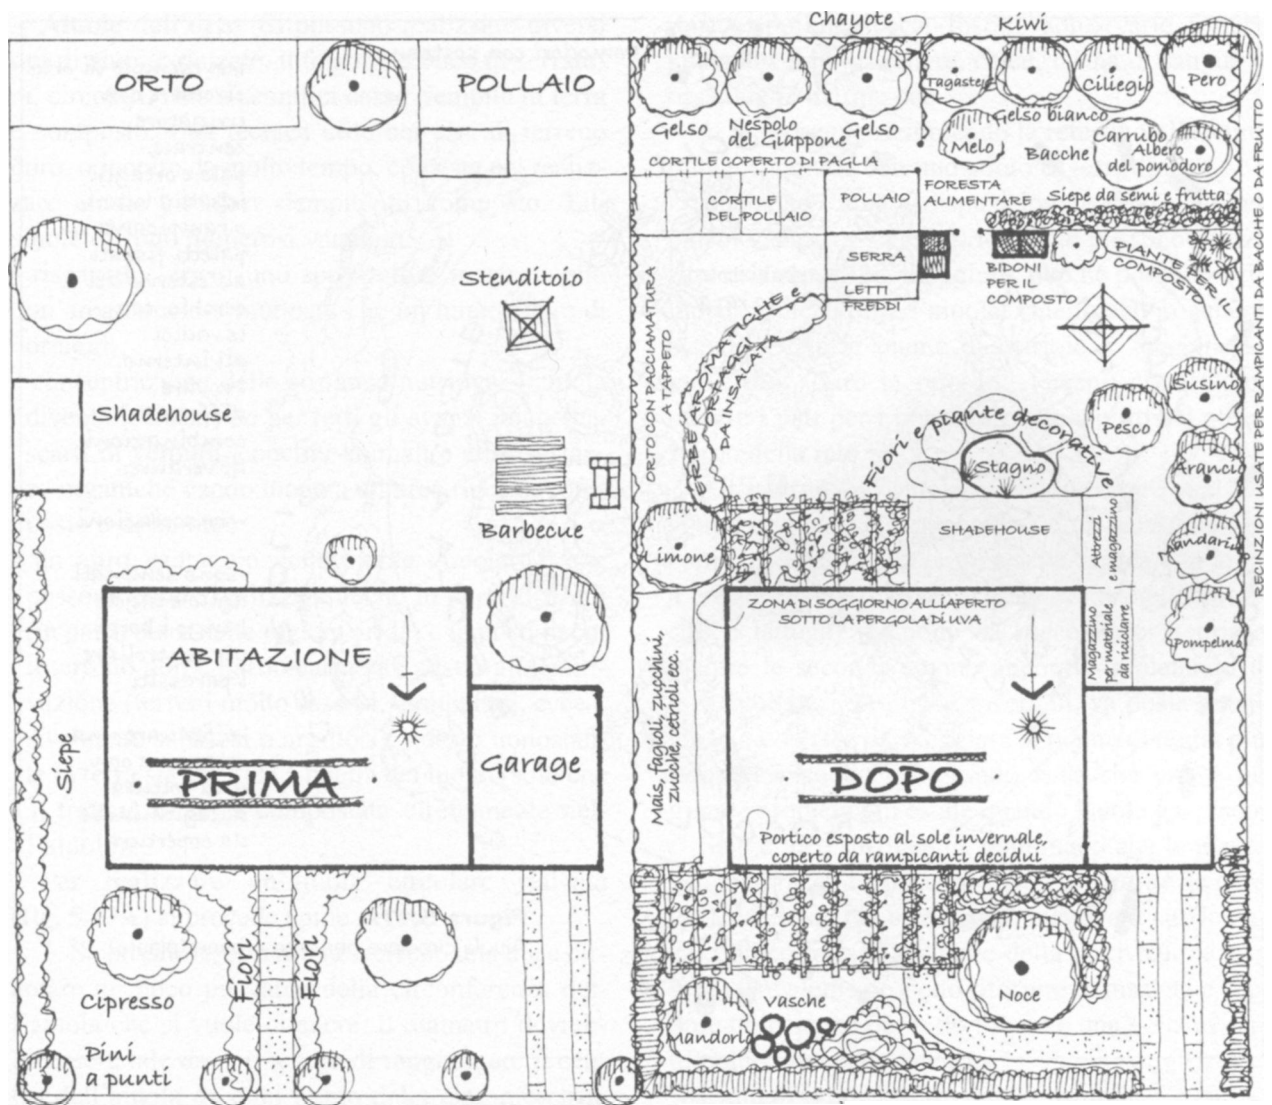 ORTO
POLLAIO
Stenditoio
Shadehouse
Barbecue
ABITAZIONE
Siepe
PRIMA
Garage
Fiori
Fiori
Cipresso
Pini
a punti
Chayote
Kiwi
Gelso
Nespolo
del Giappone
Gelso
Tagaste
Ciliegi
Pero
Gelso bianco
Melo
Bacche
Carrubo
Albero
del pomodoro
CORTILE COPERTO DI PAGLIA
CORTILE
DEL POLLAIO
POLLAIO
FORESTA
ALIMENTARE
Siepe da semi e frutta
SERRA
LETTI
FREDDI
BIDONI
PER IL
COMPOSTO
PIANTE PER IL
COMPOSTO
ORTO CON PACCIAMATURA
A TAPPETO
ERBE AROMATICHE E
D'INSALATA
RECINZIONI USATE PER RAMPICANTI DA BACCHE O DA FRUTTO
Fiori e piante decorative
Stagno
Pesco
Susino
Aranci
Mandarini
Pompelmo
Limone
SHADEHOUSE
Attrezzi
e magazzino
ZONA DI SOGGIORNO ALL'APERTO
SOTTO LA PERGOLA DI UVA
Magazzino
per materiale
da riciclare
Mais, fagioli, zucchini,
zucche, cetrioli ecc.
DOPO
Portico esposto al sole invernale,
coperto da rampicanti decidui
Noce
Mandorlo
Vasche